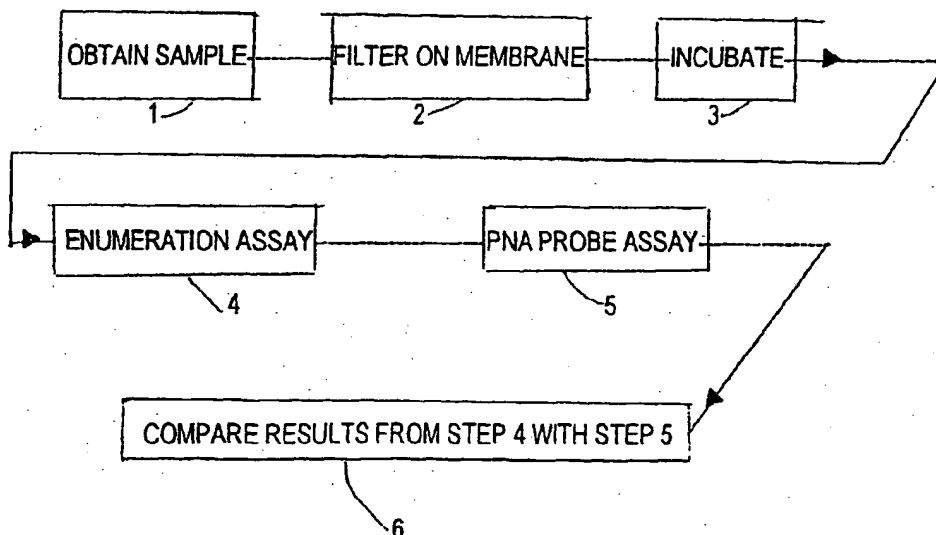 OBTAIN SAMPLE FILTER ON MEMBRANE INCUBATE
1 2 3
ENUMERATION ASSAY PNA PROBE ASSAY
4 5
COMPARE RESULTS FROM STEP 4 WITH STEP 5
6